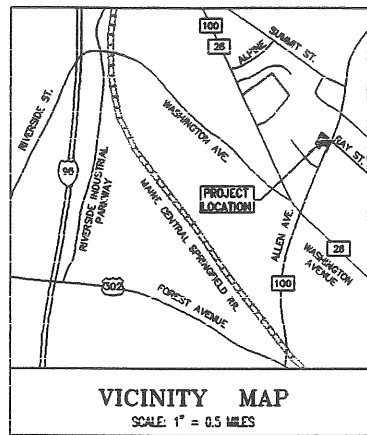 100
26
ALPINE
SUMMIT ST.
RIVERSIDE ST.
WASHINGTON AVE.
RAY ST.
95
RIVERSIDE INDUSTRIAL
PARKWAY
PROJECT
LOCATION
MAINE CENTRAL SPRINGFIELD RR.
ALLEN AVE.
WASHINGTON
AVENUE
26
302
FOREST AVENUE
100
VICINITY MAP
SCALE: 1" = 0.5 MILES